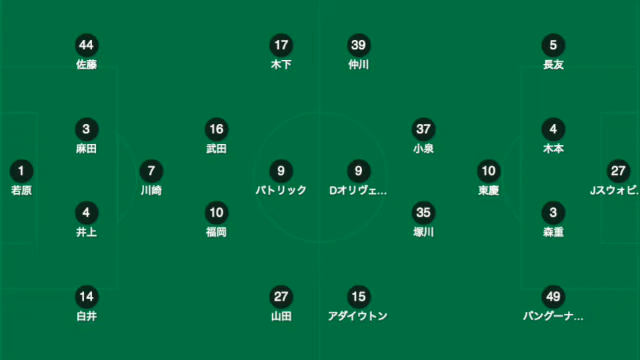 44
佐藤
17
木下
39
仲川
5
長友
3
麻田
16
武田
37
小泉
4
木本
1
若原
7
川崎
9
パトリック
9
Dオリヴェ...
10
東慶
27
Jスウォビ...
4
井上
10
福岡
35
塚川
3
森重
14
白井
27
山田
15
アダイウトン
49
バングーナ...